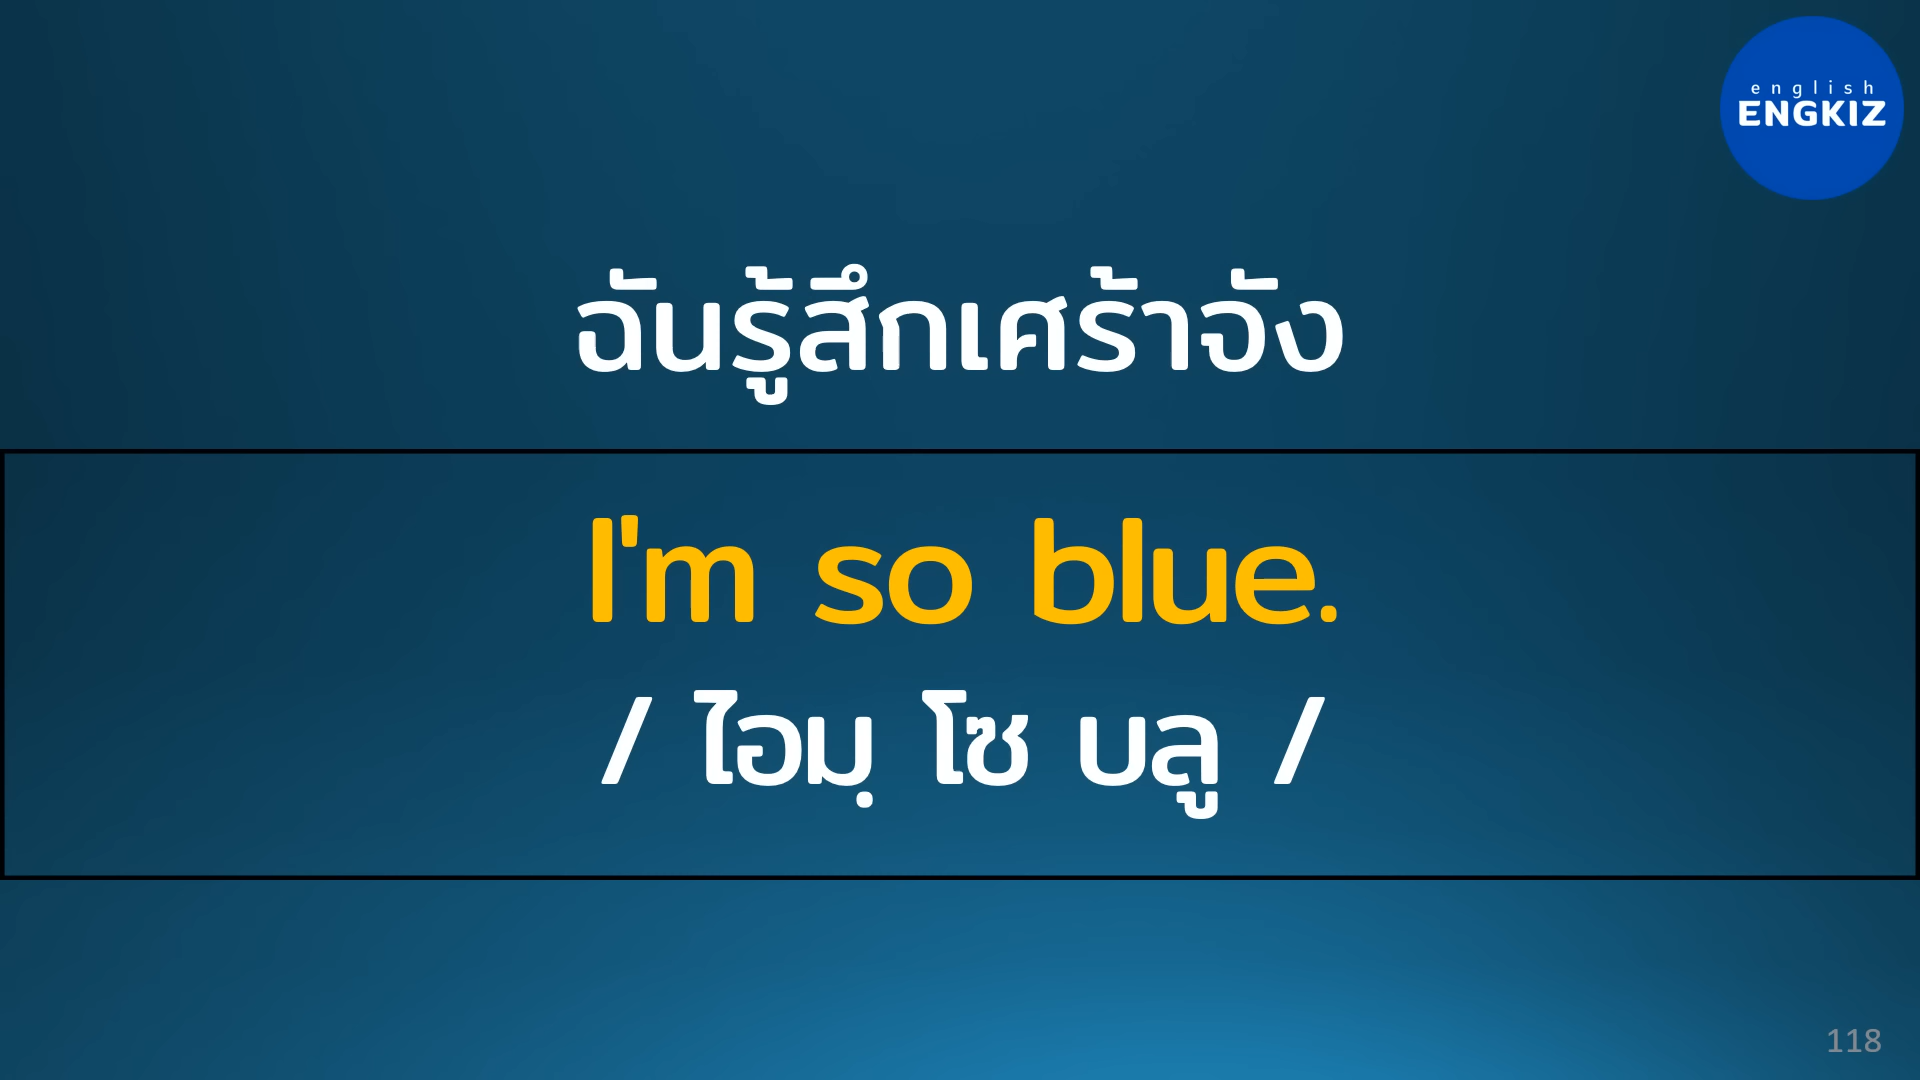 english
ENGKIZ
ฉันรู้สึกเศร้าจัง
I'm so blue.
/ ไอมฺ โซ บลู /
118